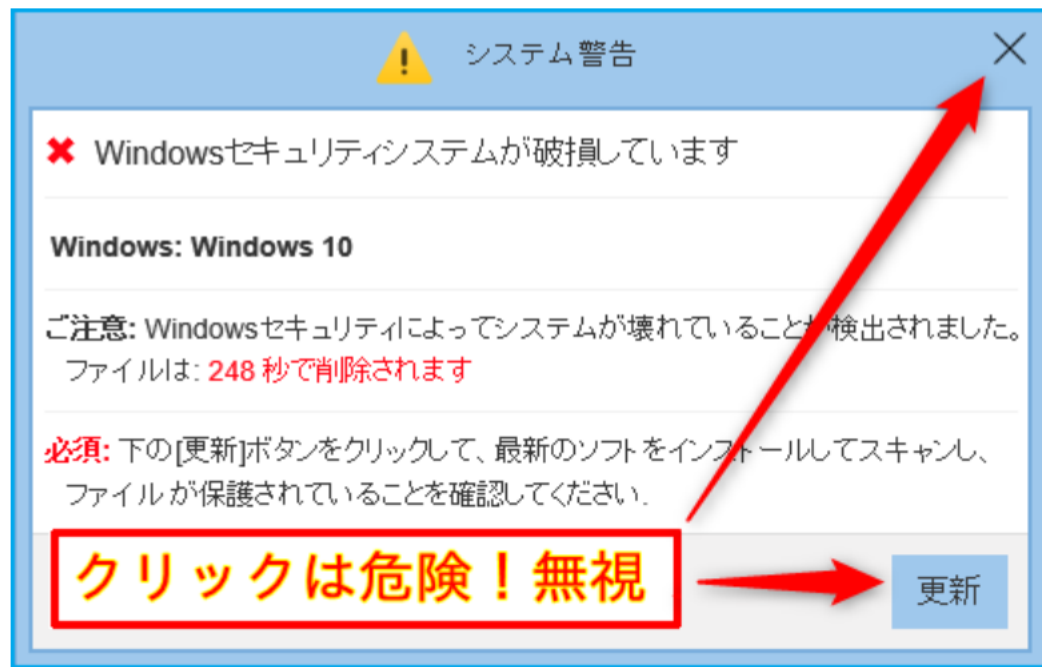 システム警告
Windowsセキュリティシステムが破損しています
Windows: Windows 10
ご注意: Windowsセキュリティによってシステムが壊れていることが検出されました。
ファイルは: 248 秒で削除されます
必須: 下の[更新]ボタンをクリックして、最新のソフトをインストールしてスキャンし、
ファイルが保護されていることを確認してください.
クリックは危険！無視
更新